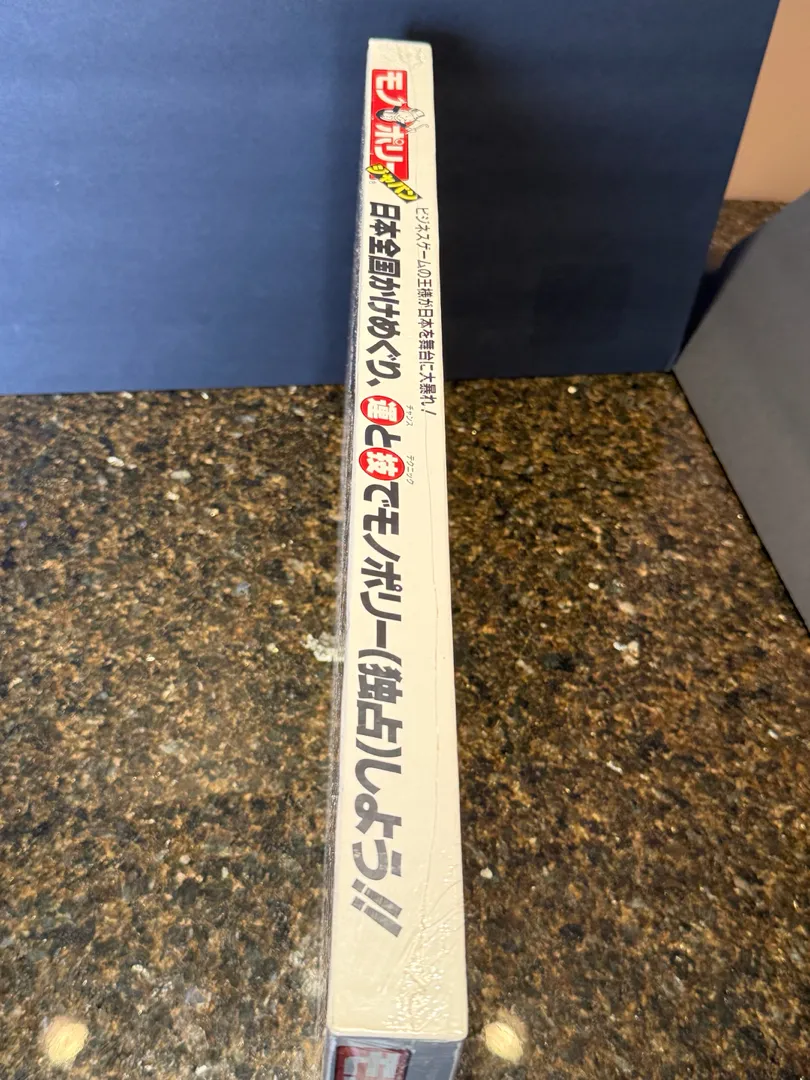 モノポリー
ジャパン
ビジネスゲームの王様が日本を舞台に大暴れ!
日本全国かけめぐり、運と技でモノポリー(独占)しよう!!
チャンス
テクニック
モ